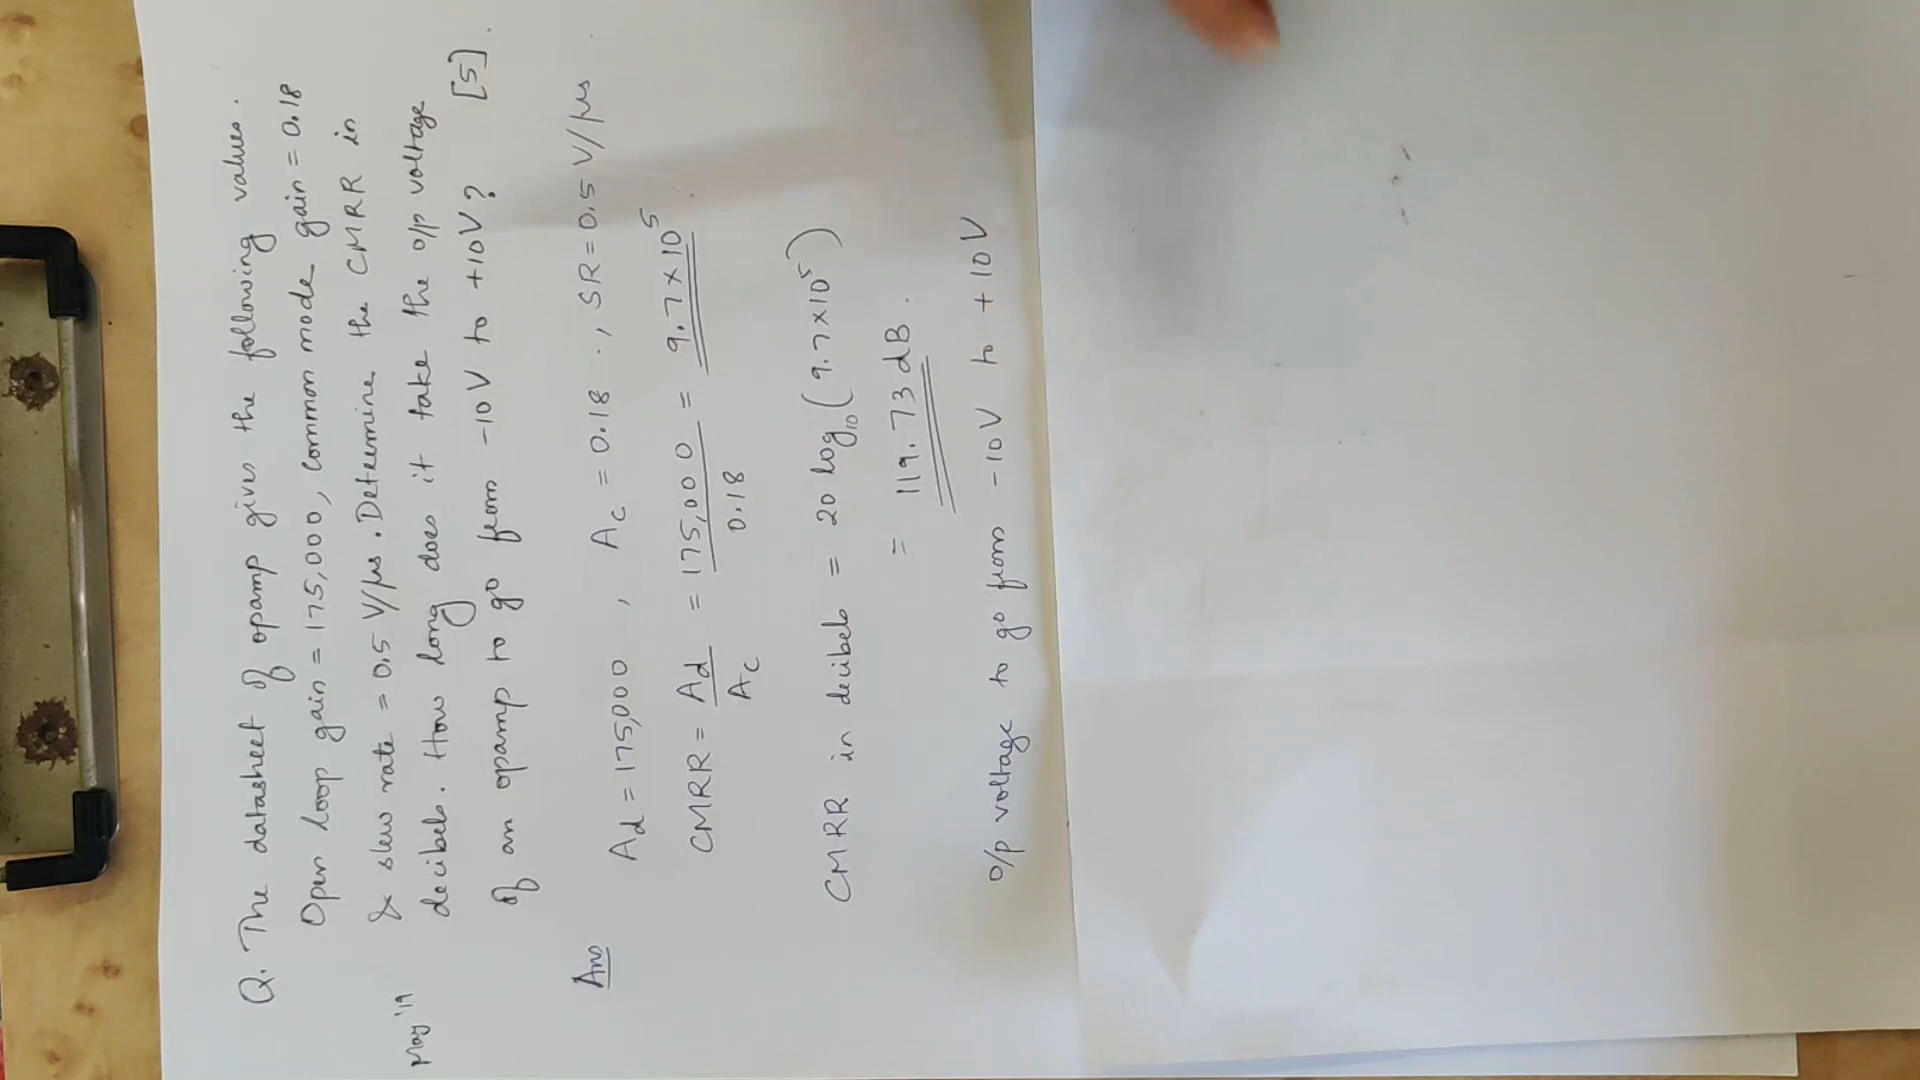 Q. The datasheet of opamp gives the following values.
Open loop gain = 175,000, common mode gain = 0.18
& slew rate = 0.5 V/μs. Determine the CMRR in
May '19
decibels. How long does it take the o/p voltage
of an opamp to go from -10V to +10V? [5].
Ans
Ad = 175,000 , Ac = 0.18 ., SR = 0.5 V/μs .
CMRR = Ad/Ac = 175,000/0.18 = 9.7 × 10⁵ .
CMRR in decibels = 20 log₁₀ (9.7×10⁵)
= 119.73 dB .
o/p voltage to go from -10V to +10V